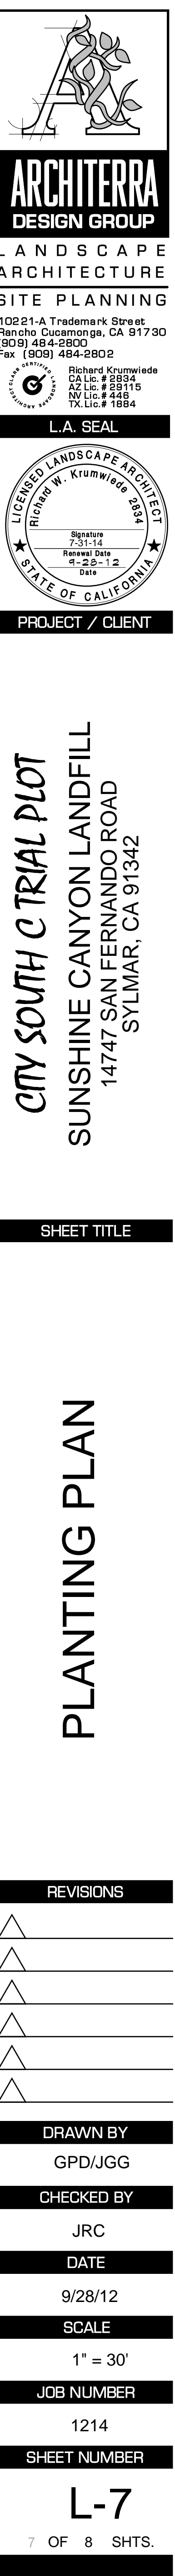 ARCHITERRA
DESIGN GROUP
LANDSCAPE
ARCHITECTURE
SITE PLANNING
10221-A Trademark Street
Rancho Cucamonga, CA 91730
(909) 484-2800
Fax (909) 484-2802
CERTIFIED
LANDSCAPE ARCHITECT CLARB
Richard Krumwiede
CA Lic. # 2834
AZ Lic. # 29115
NV Lic. # 446
TX. Lic. # 1884
L.A. SEAL
LICENSED LANDSCAPE ARCHITECT
Richard W. Krumwiede 2834
Signature
7-31-14
Renewal Date
9-28-12
Date
STATE OF CALIFORNIA
PROJECT / CLIENT
CITY SOUTH C TRIAL PLOT
SUNSHINE CANYON LANDFILL
14747 SAN FERNANDO ROAD
SYLMAR, CA 91342
SHEET TITLE
PLANTING PLAN
REVISIONS
DRAWN BY
GPD/JGG
CHECKED BY
JRC
DATE
9/28/12
SCALE
1" = 30'
JOB NUMBER
1214
SHEET NUMBER
L-7
7 OF 8 SHTS.